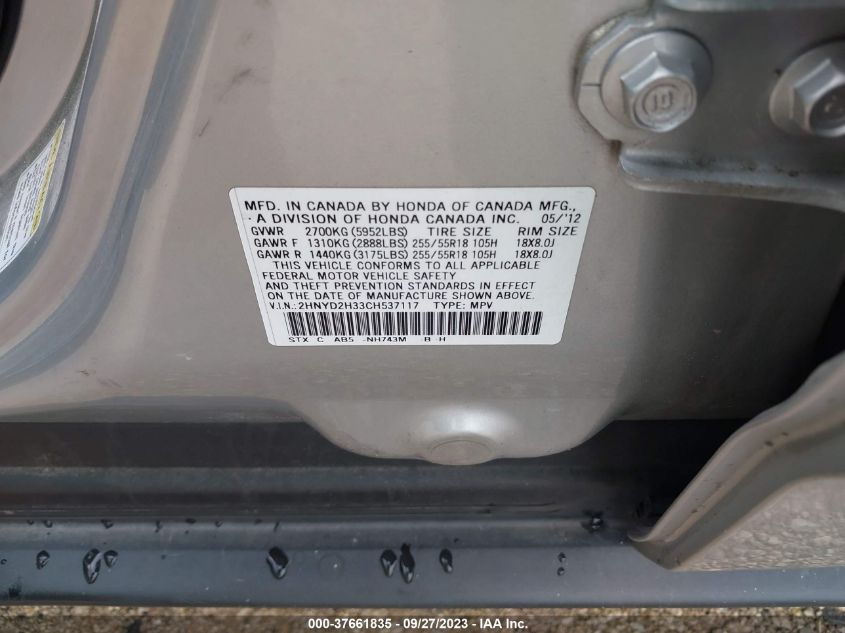 MFD. IN CANADA BY HONDA OF CANADA MFG.,
A DIVISION OF HONDA CANADA INC. 05/'12
GVWR 2700KG (5952LBS) TIRE SIZE RIM SIZE
GAWR F 1310KG (2888LBS) 255/55R18 105H 18X8.0J
GAWR R 1440KG (3175LBS) 255/55R18 105H 18X8.0J
THIS VEHICLE CONFORMS TO ALL APPLICABLE
FEDERAL MOTOR VEHICLE SAFETY
AND THEFT PREVENTION STANDARDS IN EFFECT
ON THE DATE OF MANUFACTURE SHOWN ABOVE.
V.I.N.: 2HNYD2H33CH537117 TYPE: MPV
STX C AB5 -NH743M -B -H
10
000-37661835 - 09/27/2023 - IAA Inc.